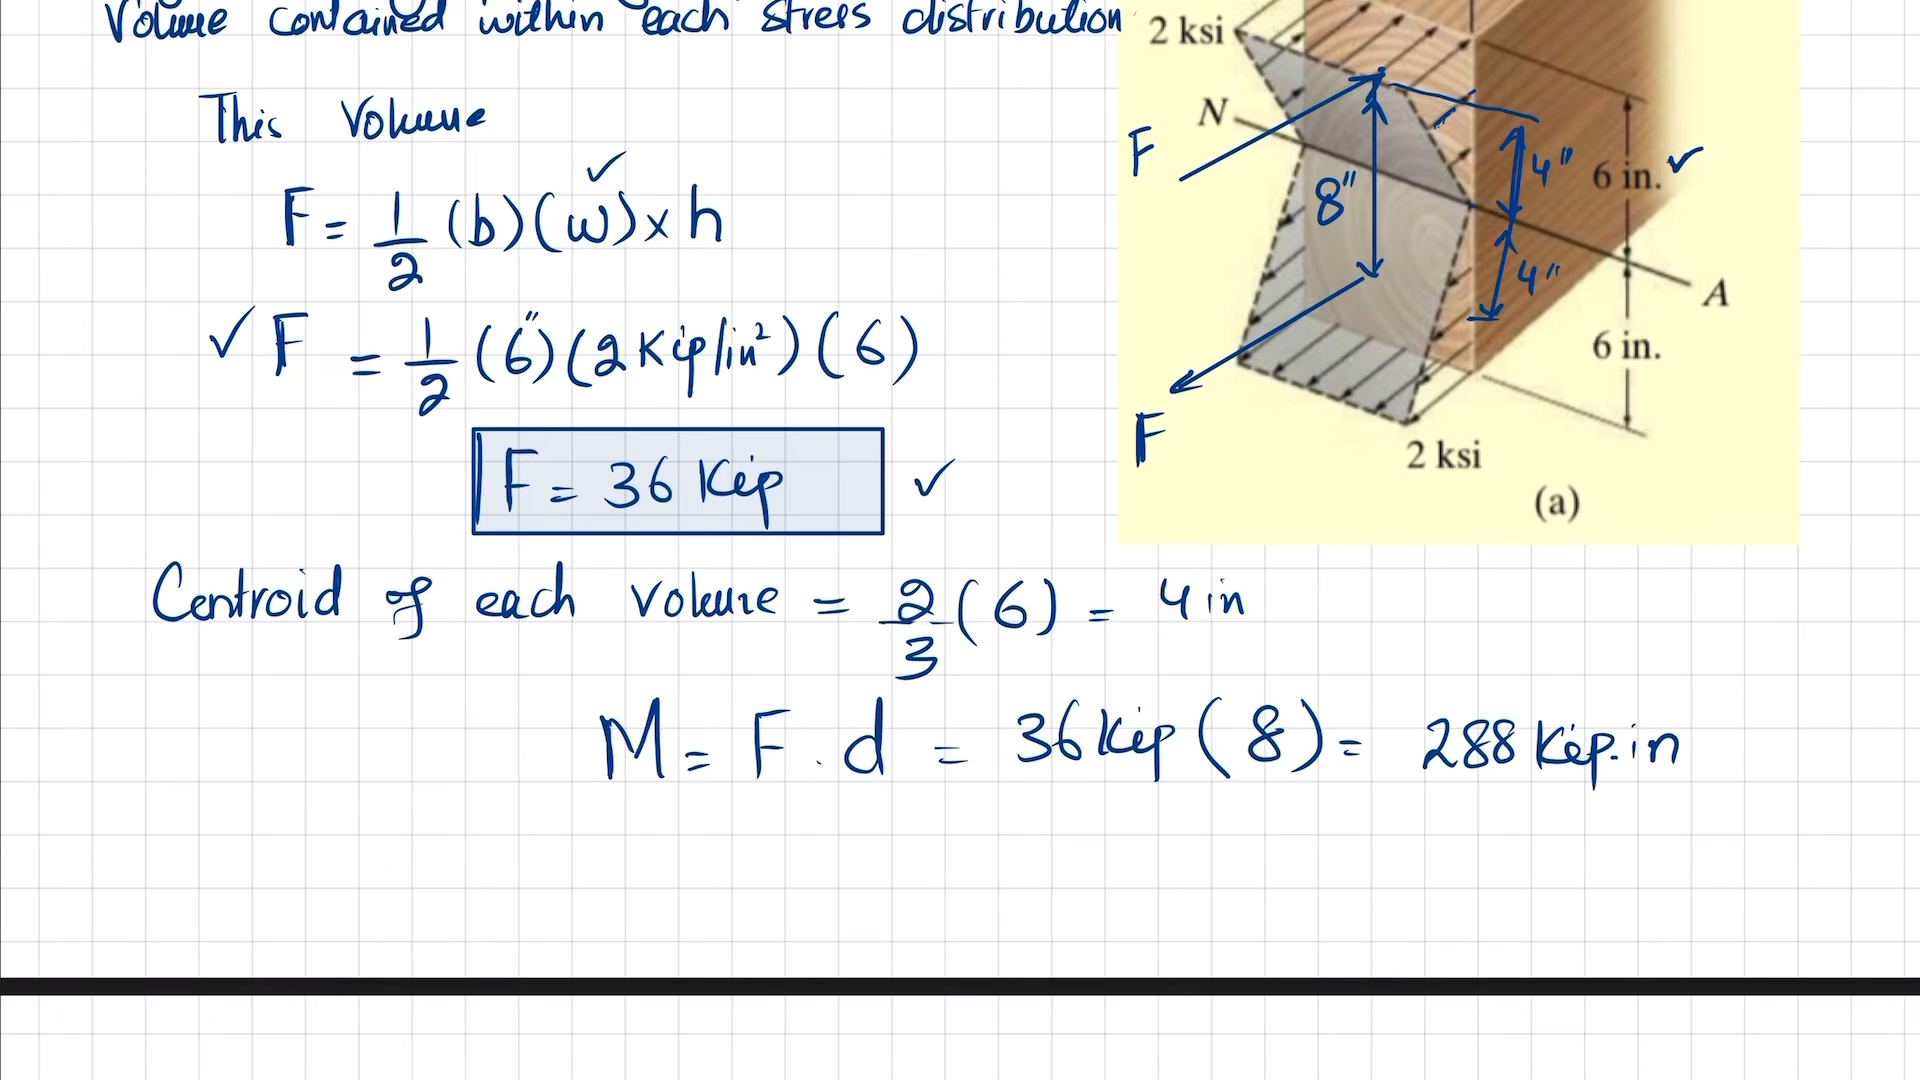 Volume contained within each stress distribution
This Volume
F = 1/2 (b)(w) x h
✓ F = 1/2 (6")(2 Kip/in²)(6)
F = 36 Kip ✓
Centroid of each volume = 2/3 (6) = 4 in
M = F . d = 36 Kip (8) = 288 Kip.in
2 ksi
N
F
8"
4"
6 in. ✓
4"
A
6 in.
F
2 ksi
(a)